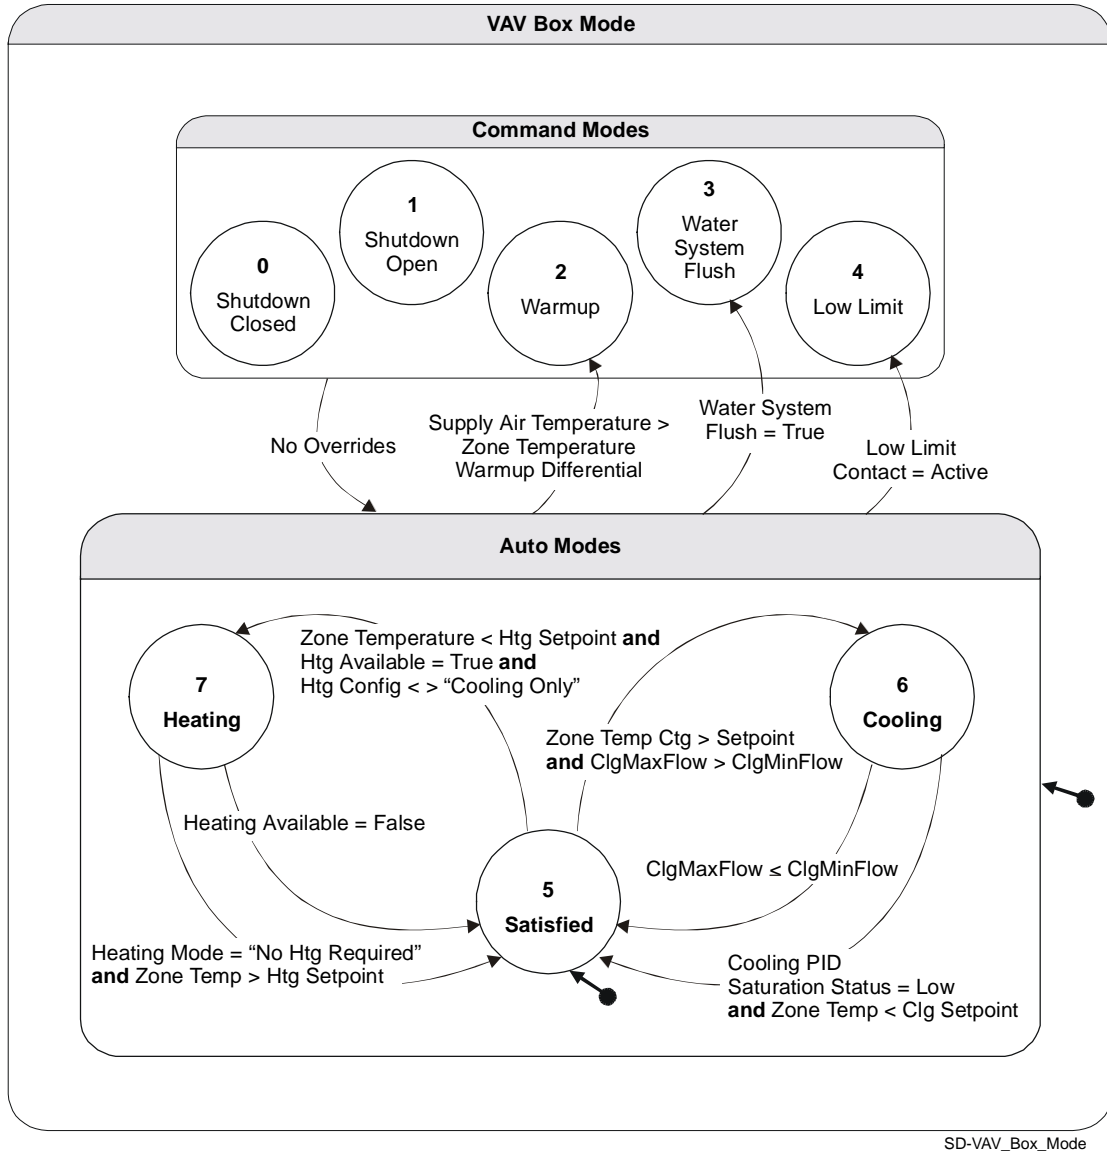 VAV Box Mode
Command Modes
0
Shutdown
Closed
1
Shutdown
Open
2
Warmup
3
Water
System
Flush
4
Low Limit
No Overrides
Supply Air Temperature >
Zone Temperature
Warmup Differential
Water System
Flush = True
Low Limit
Contact = Active
Auto Modes
7
Heating
Zone Temperature < Htg Setpoint and
Htg Available = True and
Htg Config < > “Cooling Only”
6
Cooling
Zone Temp Ctg > Setpoint
and ClgMaxFlow > ClgMinFlow
Heating Available = False
ClgMaxFlow ≤ ClgMinFlow
5
Satisfied
Heating Mode = “No Htg Required”
and Zone Temp > Htg Setpoint
Cooling PID
Saturation Status = Low
and Zone Temp < Clg Setpoint
SD-VAV_Box_Mode